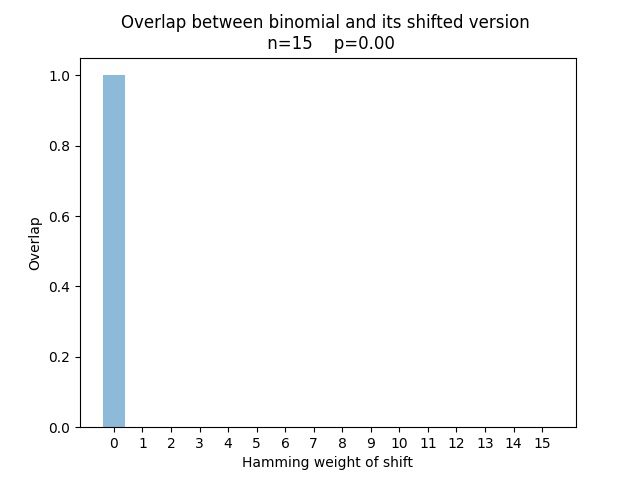 Overlap between binomial and its shifted version
n=15    p=0.00
1.0
0.8
0.6
0.4
0.2
0.0
Overlap
0 1 2 3 4 5 6 7 8 9 10 11 12 13 14 15
Hamming weight of shift